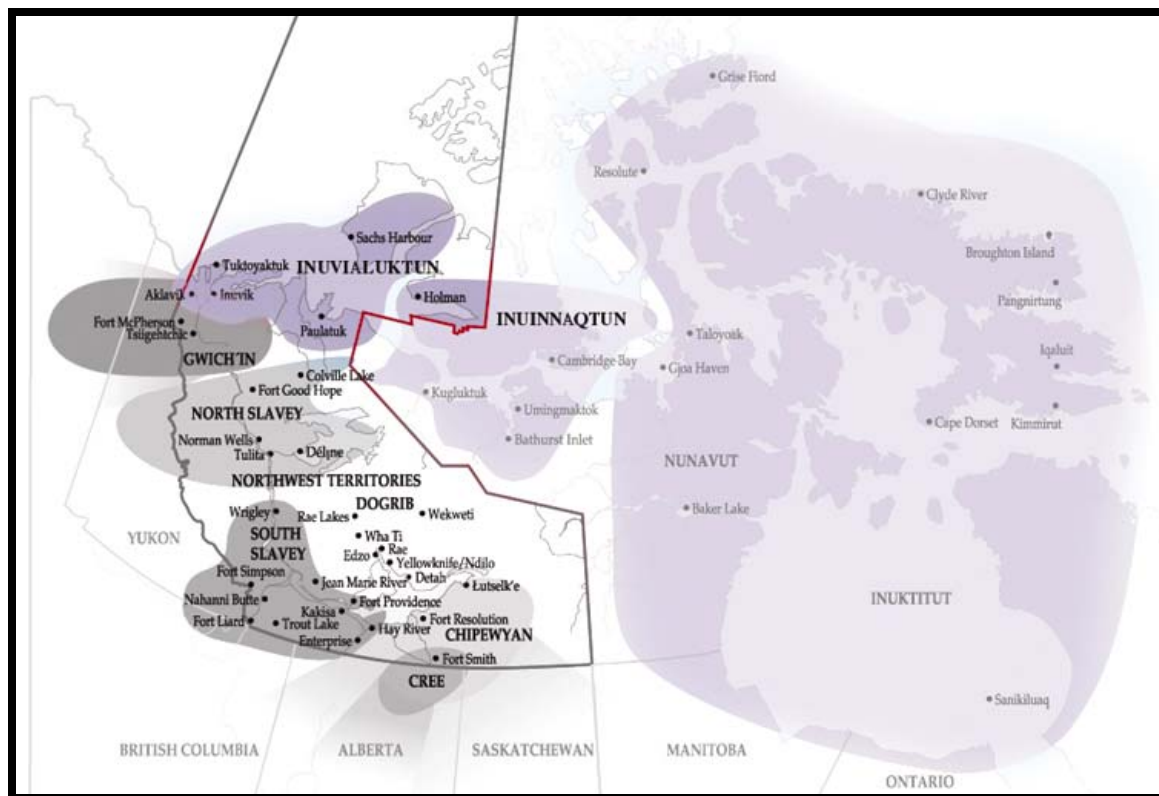 Grise Fiord
Resolute
Clyde River
Sachs Harbour
Broughton Island
Tuktoyaktuk
INUVIALUKTUN
Aklavik
Inuvik
Holman
Pangnirtung
Fort McPherson
Paulatuk
INUINNAQTUN
Tsiigehtchic
Taloyoak
Iqaluit
GWICH'IN
Cambridge Bay
Gjoa Haven
Colville Lake
Fort Good Hope
Kugluktuk
NORTH SLAVEY
Umingmaktok
Cape Dorset
Kimmirut
Norman Wells
Bathurst Inlet
Tulita
Déline
NUNAVUT
NORTHWEST TERRITORIES
DOGRIB
Wrigley
Rae Lakes
Wekweti
Baker Lake
YUKON
SOUTH
SLAVEY
Wha Ti
Rae
Edzo
Yellowknife/Ndilo
Fort Simpson
Jean Marie River
Detah
Łutselk'e
Nahanni Butte
Fort Providence
INUKTITUT
Kakisa
Fort Liard
Trout Lake
Hay River
Fort Resolution
Enterprise
CHIPEWYAN
Fort Smith
CREE
Sanikiluaq
BRITISH COLUMBIA
ALBERTA
SASKATCHEWAN
MANITOBA
ONTARIO